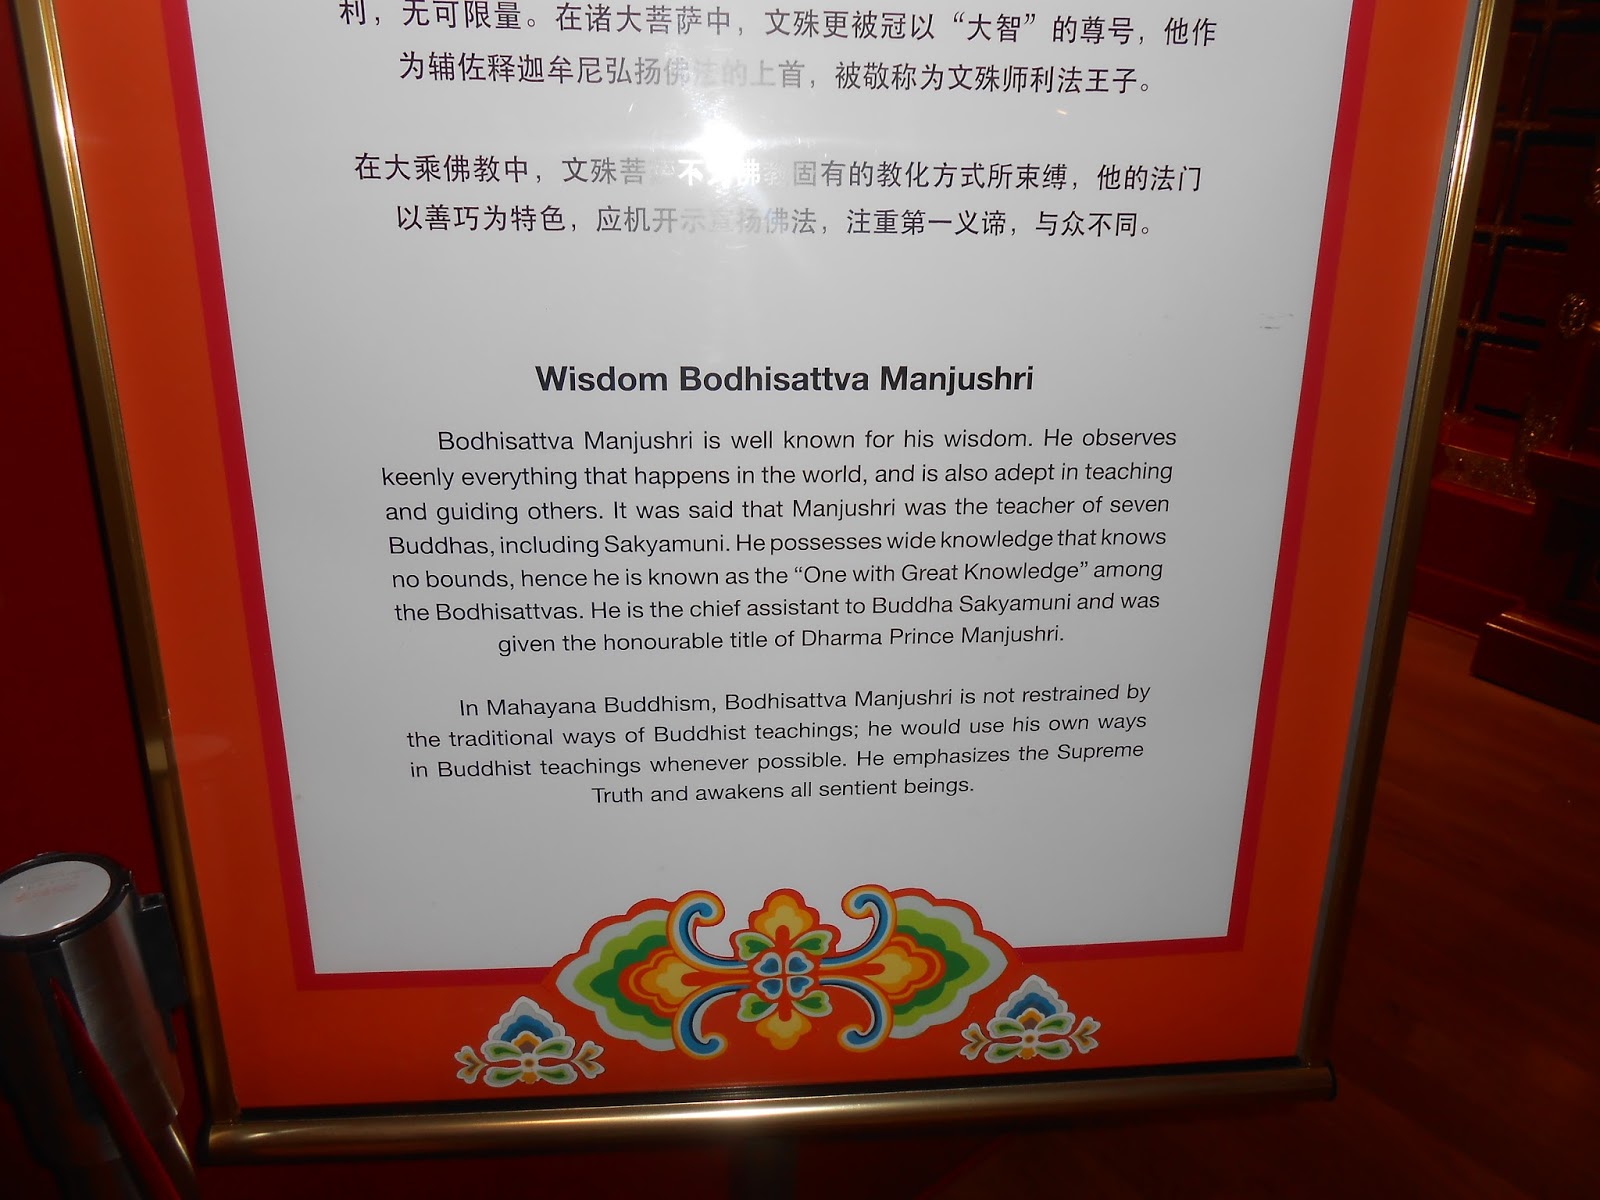 利，无可限量。在诸大菩萨中，文殊更被冠以“大智”的尊号，他作
为辅佐释迦牟尼弘扬佛法的上首，被敬称为文殊师利法王子。
在大乘佛教中，文殊菩萨不为佛教固有的教化方式所束缚，他的法门
以善巧为特色，应机开示宣扬佛法，注重第一义谛，与众不同。
Wisdom Bodhisattva Manjushri
Bodhisattva Manjushri is well known for his wisdom. He observes
keenly everything that happens in the world, and is also adept in teaching
and guiding others. It was said that Manjushri was the teacher of seven
Buddhas, including Sakyamuni. He possesses wide knowledge that knows
no bounds, hence he is known as the “One with Great Knowledge” among
the Bodhisattvas. He is the chief assistant to Buddha Sakyamuni and was
given the honourable title of Dharma Prince Manjushri.
In Mahayana Buddhism, Bodhisattva Manjushri is not restrained by
the traditional ways of Buddhist teachings; he would use his own ways
in Buddhist teachings whenever possible. He emphasizes the Supreme
Truth and awakens all sentient beings.